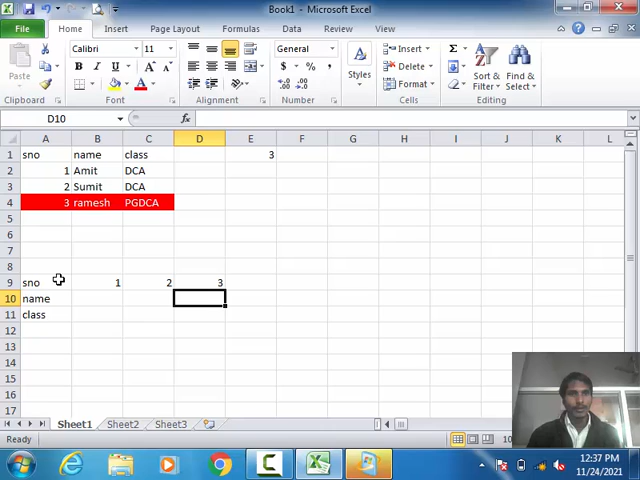 Book1 - Microsoft Excel
File Home Insert Page Layout Formulas Data Review View
Calibri 11 General Insert Σ
Paste B I U $ % , Styles Delete Sort & Find &
A Format Filter Select
Clipboard Font Alignment Number Cells Editing
D10 fx
A B C D E F G H I J K L
1 sno name class 3
2 1 Amit DCA
3 2 Sumit DCA
4 3 ramesh PGDCA
5
6
7
8
9 sno 1 2 3
10 name
11 class
12
13
14
15
16
17
Sheet1 Sheet2 Sheet3
Ready 10
12:37 PM
11/24/2021